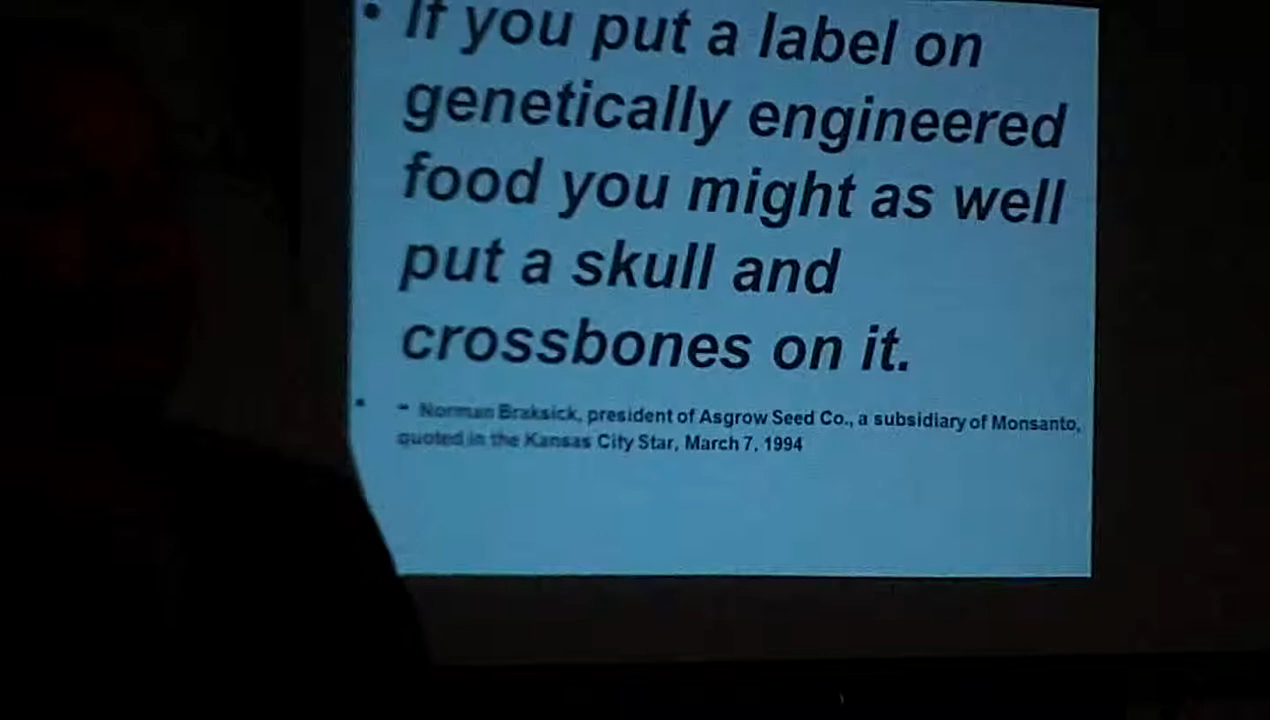 • If you put a label on
genetically engineered
food you might as well
put a skull and
crossbones on it.
• – Norman Braksick, president of Asgrow Seed Co., a subsidiary of Monsanto,
quoted in the Kansas City Star, March 7, 1994